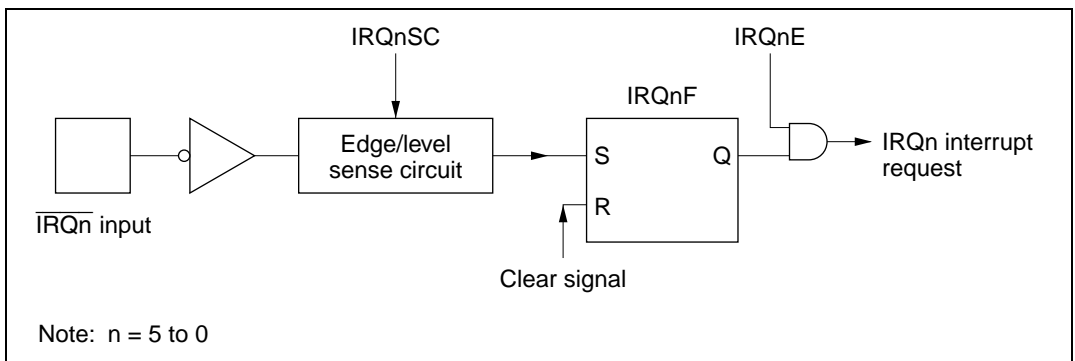 IRQnSC
IRQnE
IRQnF
Edge/level
sense circuit
S
Q
R
IRQn interrupt
request
IRQn input
Clear signal
Note: n = 5 to 0